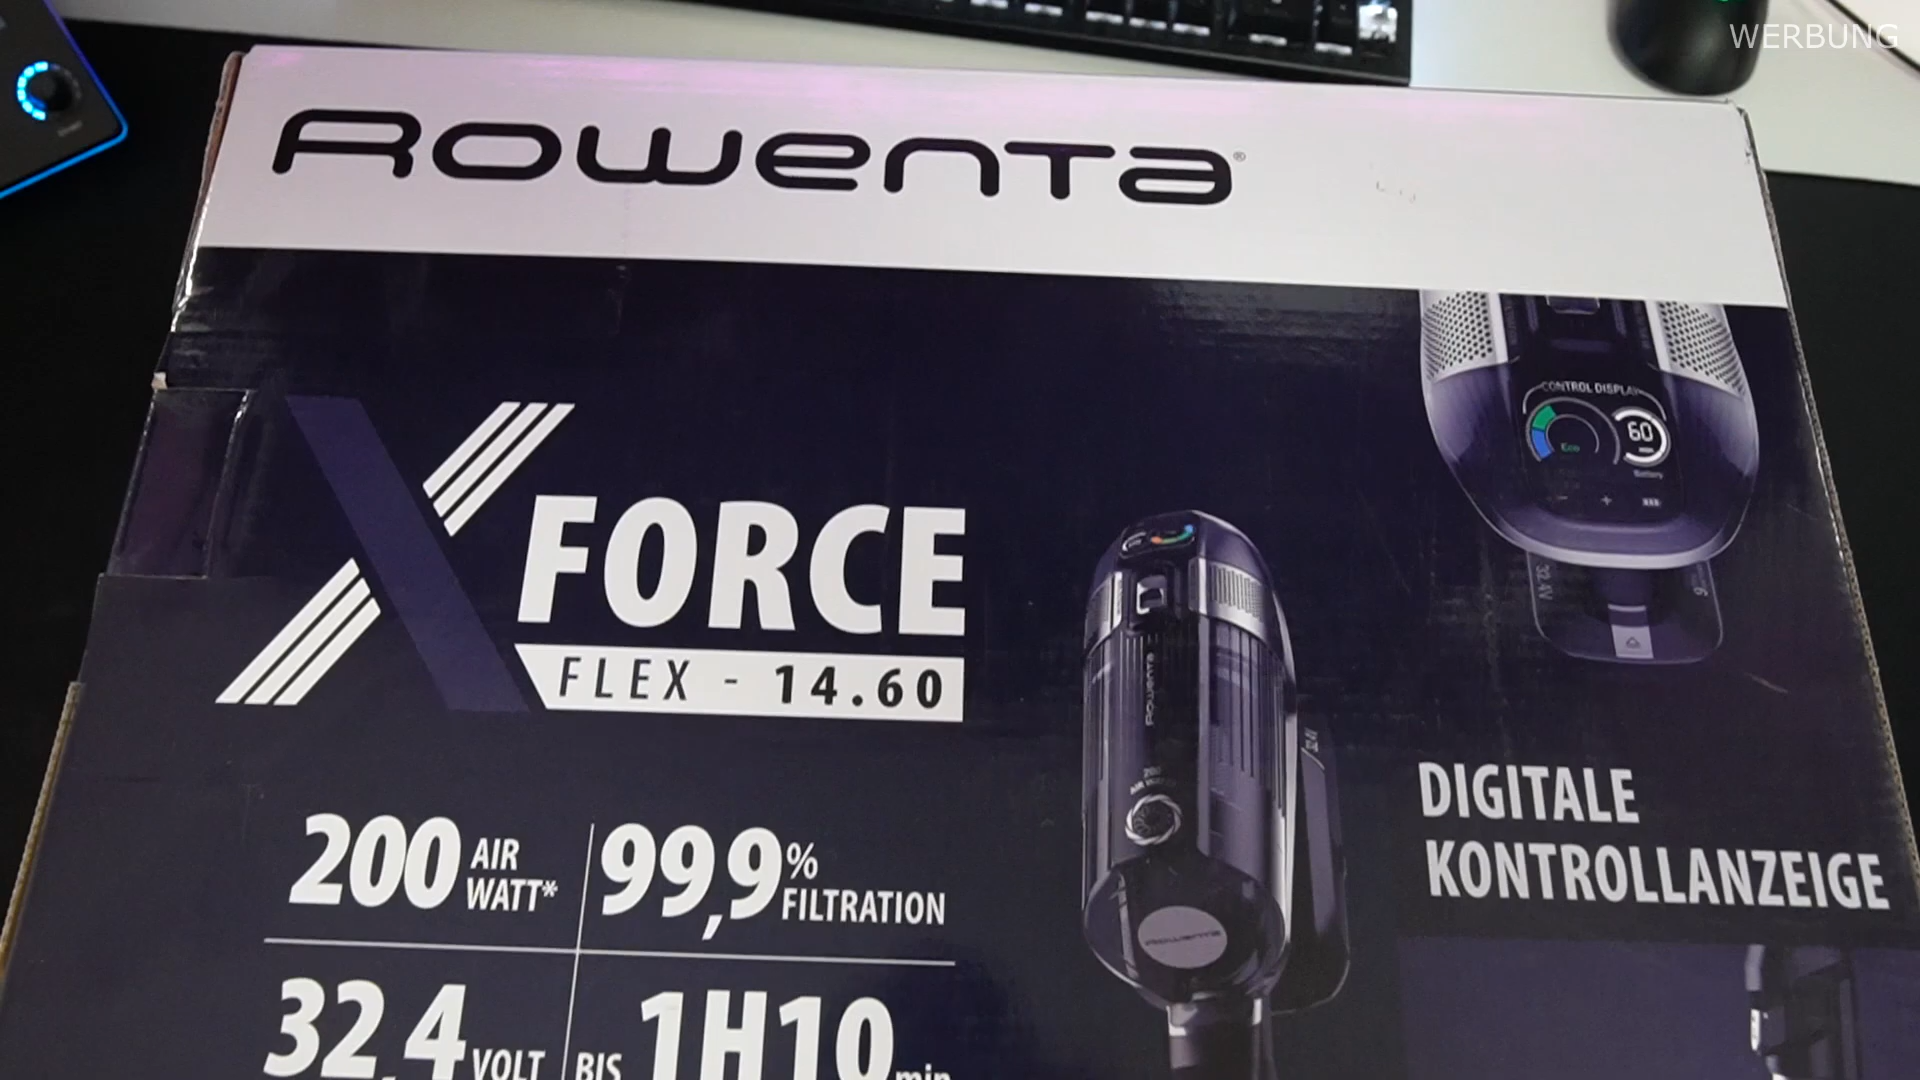 WERBUNG
ROWENTA®
CONTROL DISPLAY
60
Eco
Battery
X FORCE
FLEX - 14.60
32.4V
ROWENTA
200
AIR WATT
DIGITALE
KONTROLLANZEIGE
200 AIR WATT*
99,9% FILTRATION
ROWENTA
32,4 VOLT
BIS 1H10 min